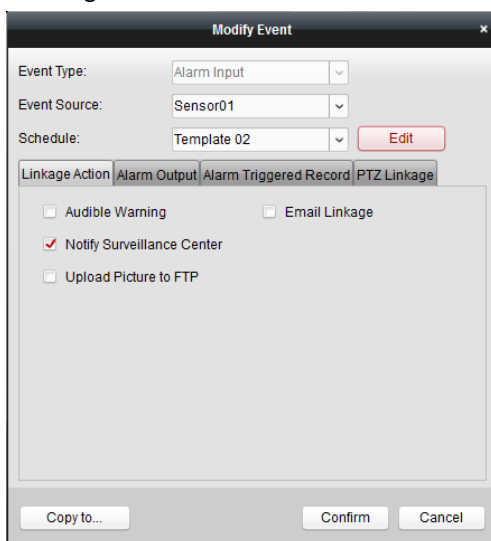 Modify Event ×
Event Type: Alarm Input
Event Source: Sensor01
Schedule: Template 02 Edit
Linkage Action Alarm Output Alarm Triggered Record PTZ Linkage
Audible Warning Email Linkage
Notify Surveillance Center
Upload Picture to FTP
Copy to... Confirm Cancel